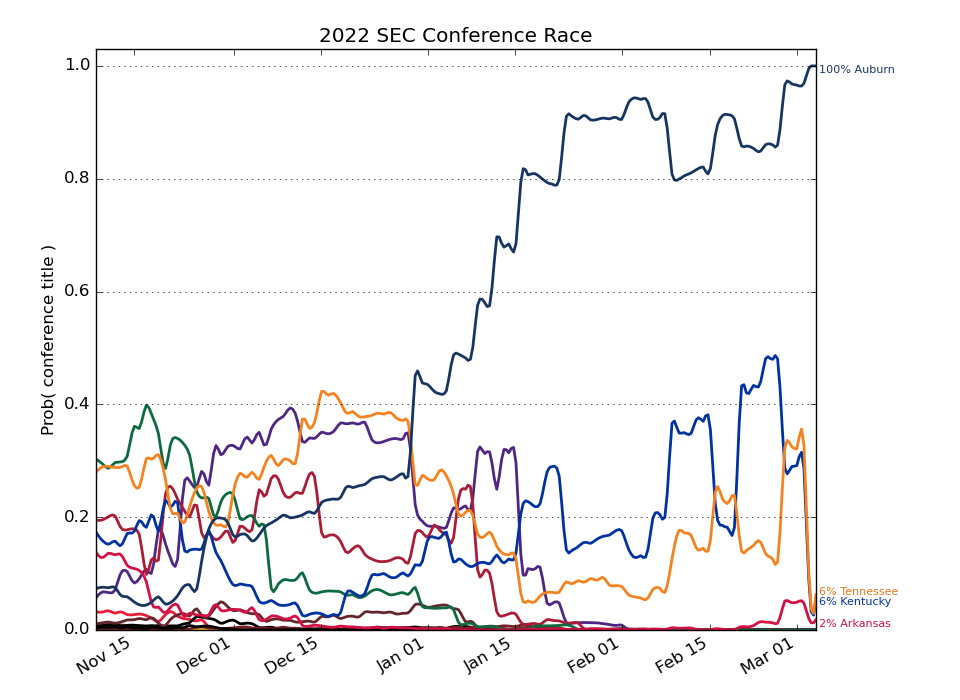 2022 SEC Conference Race
Prob( conference title )
1.0
0.8
0.6
0.4
0.2
0.0
100% Auburn
6% Tennessee
6% Kentucky
2% Arkansas
Nov 15
Dec 01
Dec 15
Jan 01
Jan 15
Feb 01
Feb 15
Mar 01